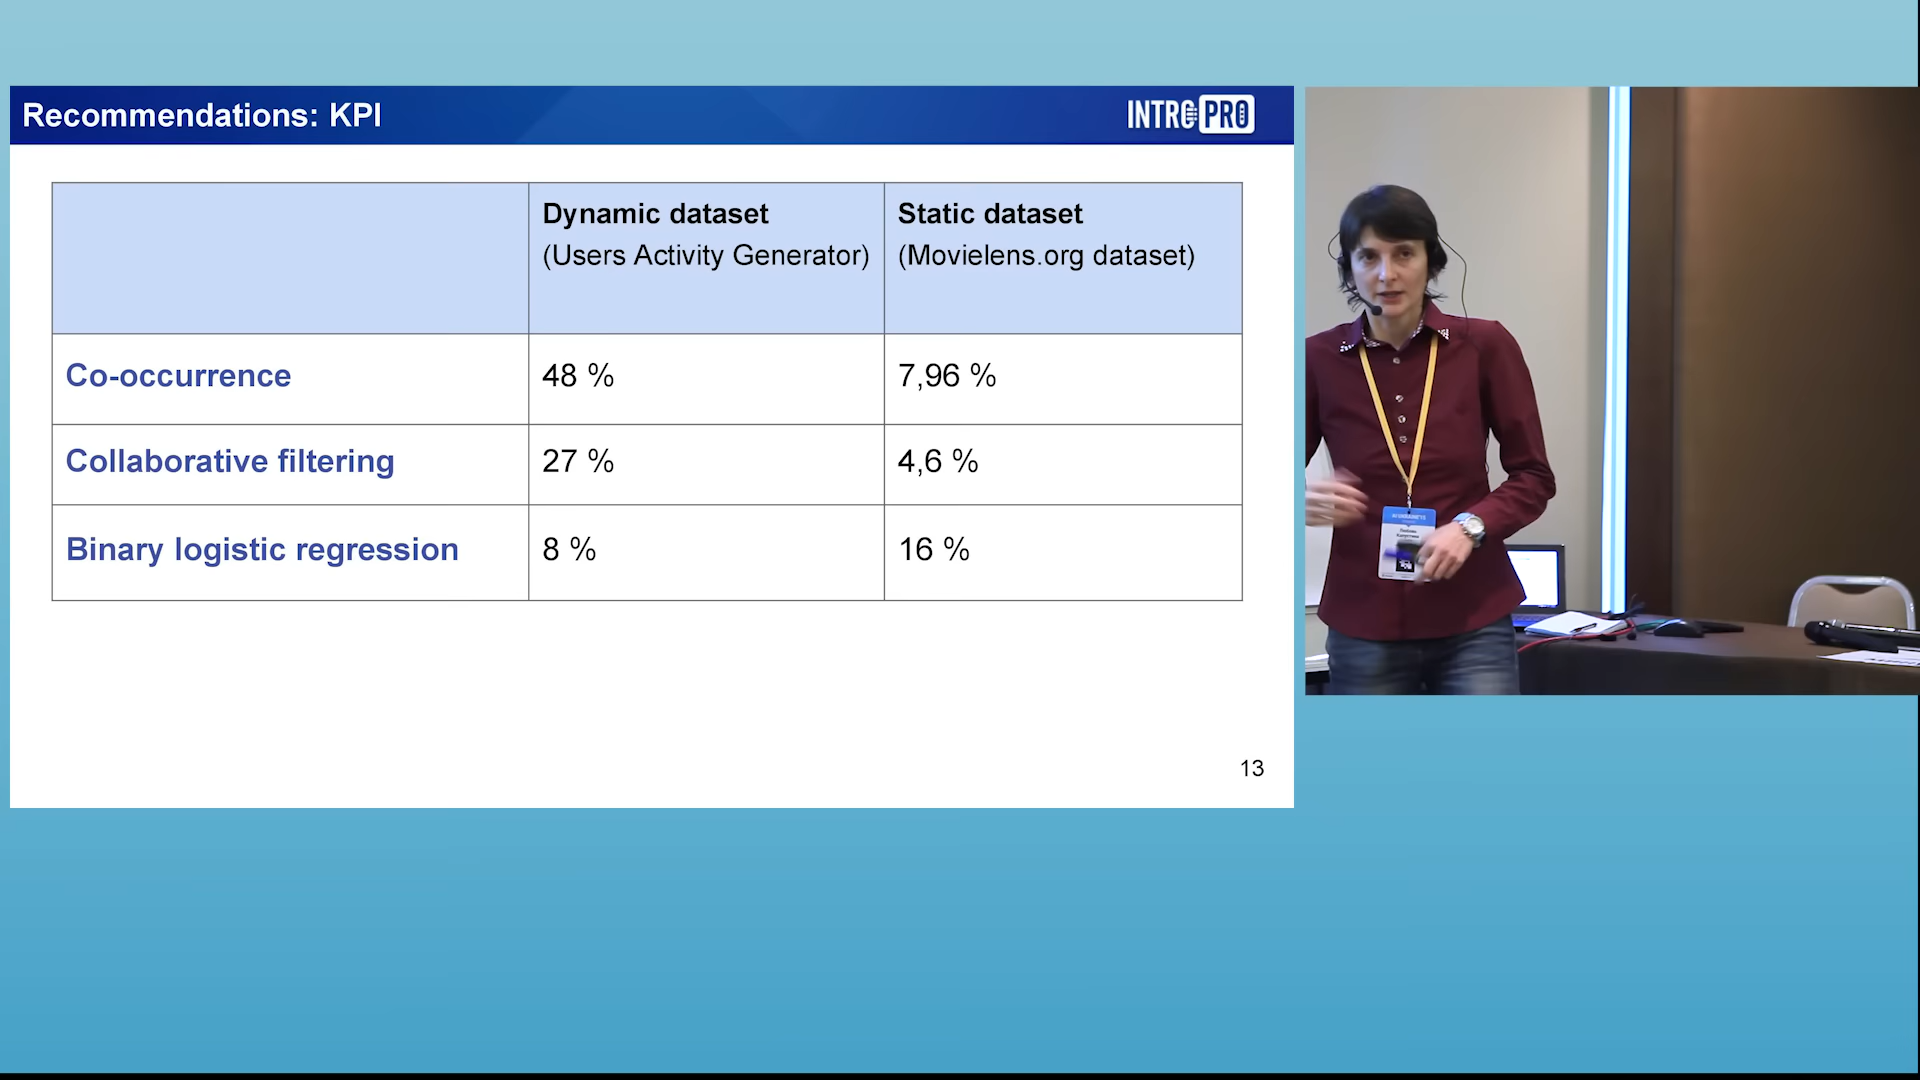 Recommendations: KPI
INTROPRO
Dynamic dataset
(Users Activity Generator)
Static dataset
(Movielens.org dataset)
Co-occurrence
48 %
7,96 %
Collaborative filtering
27 %
4,6 %
Binary logistic regression
8 %
16 %
13